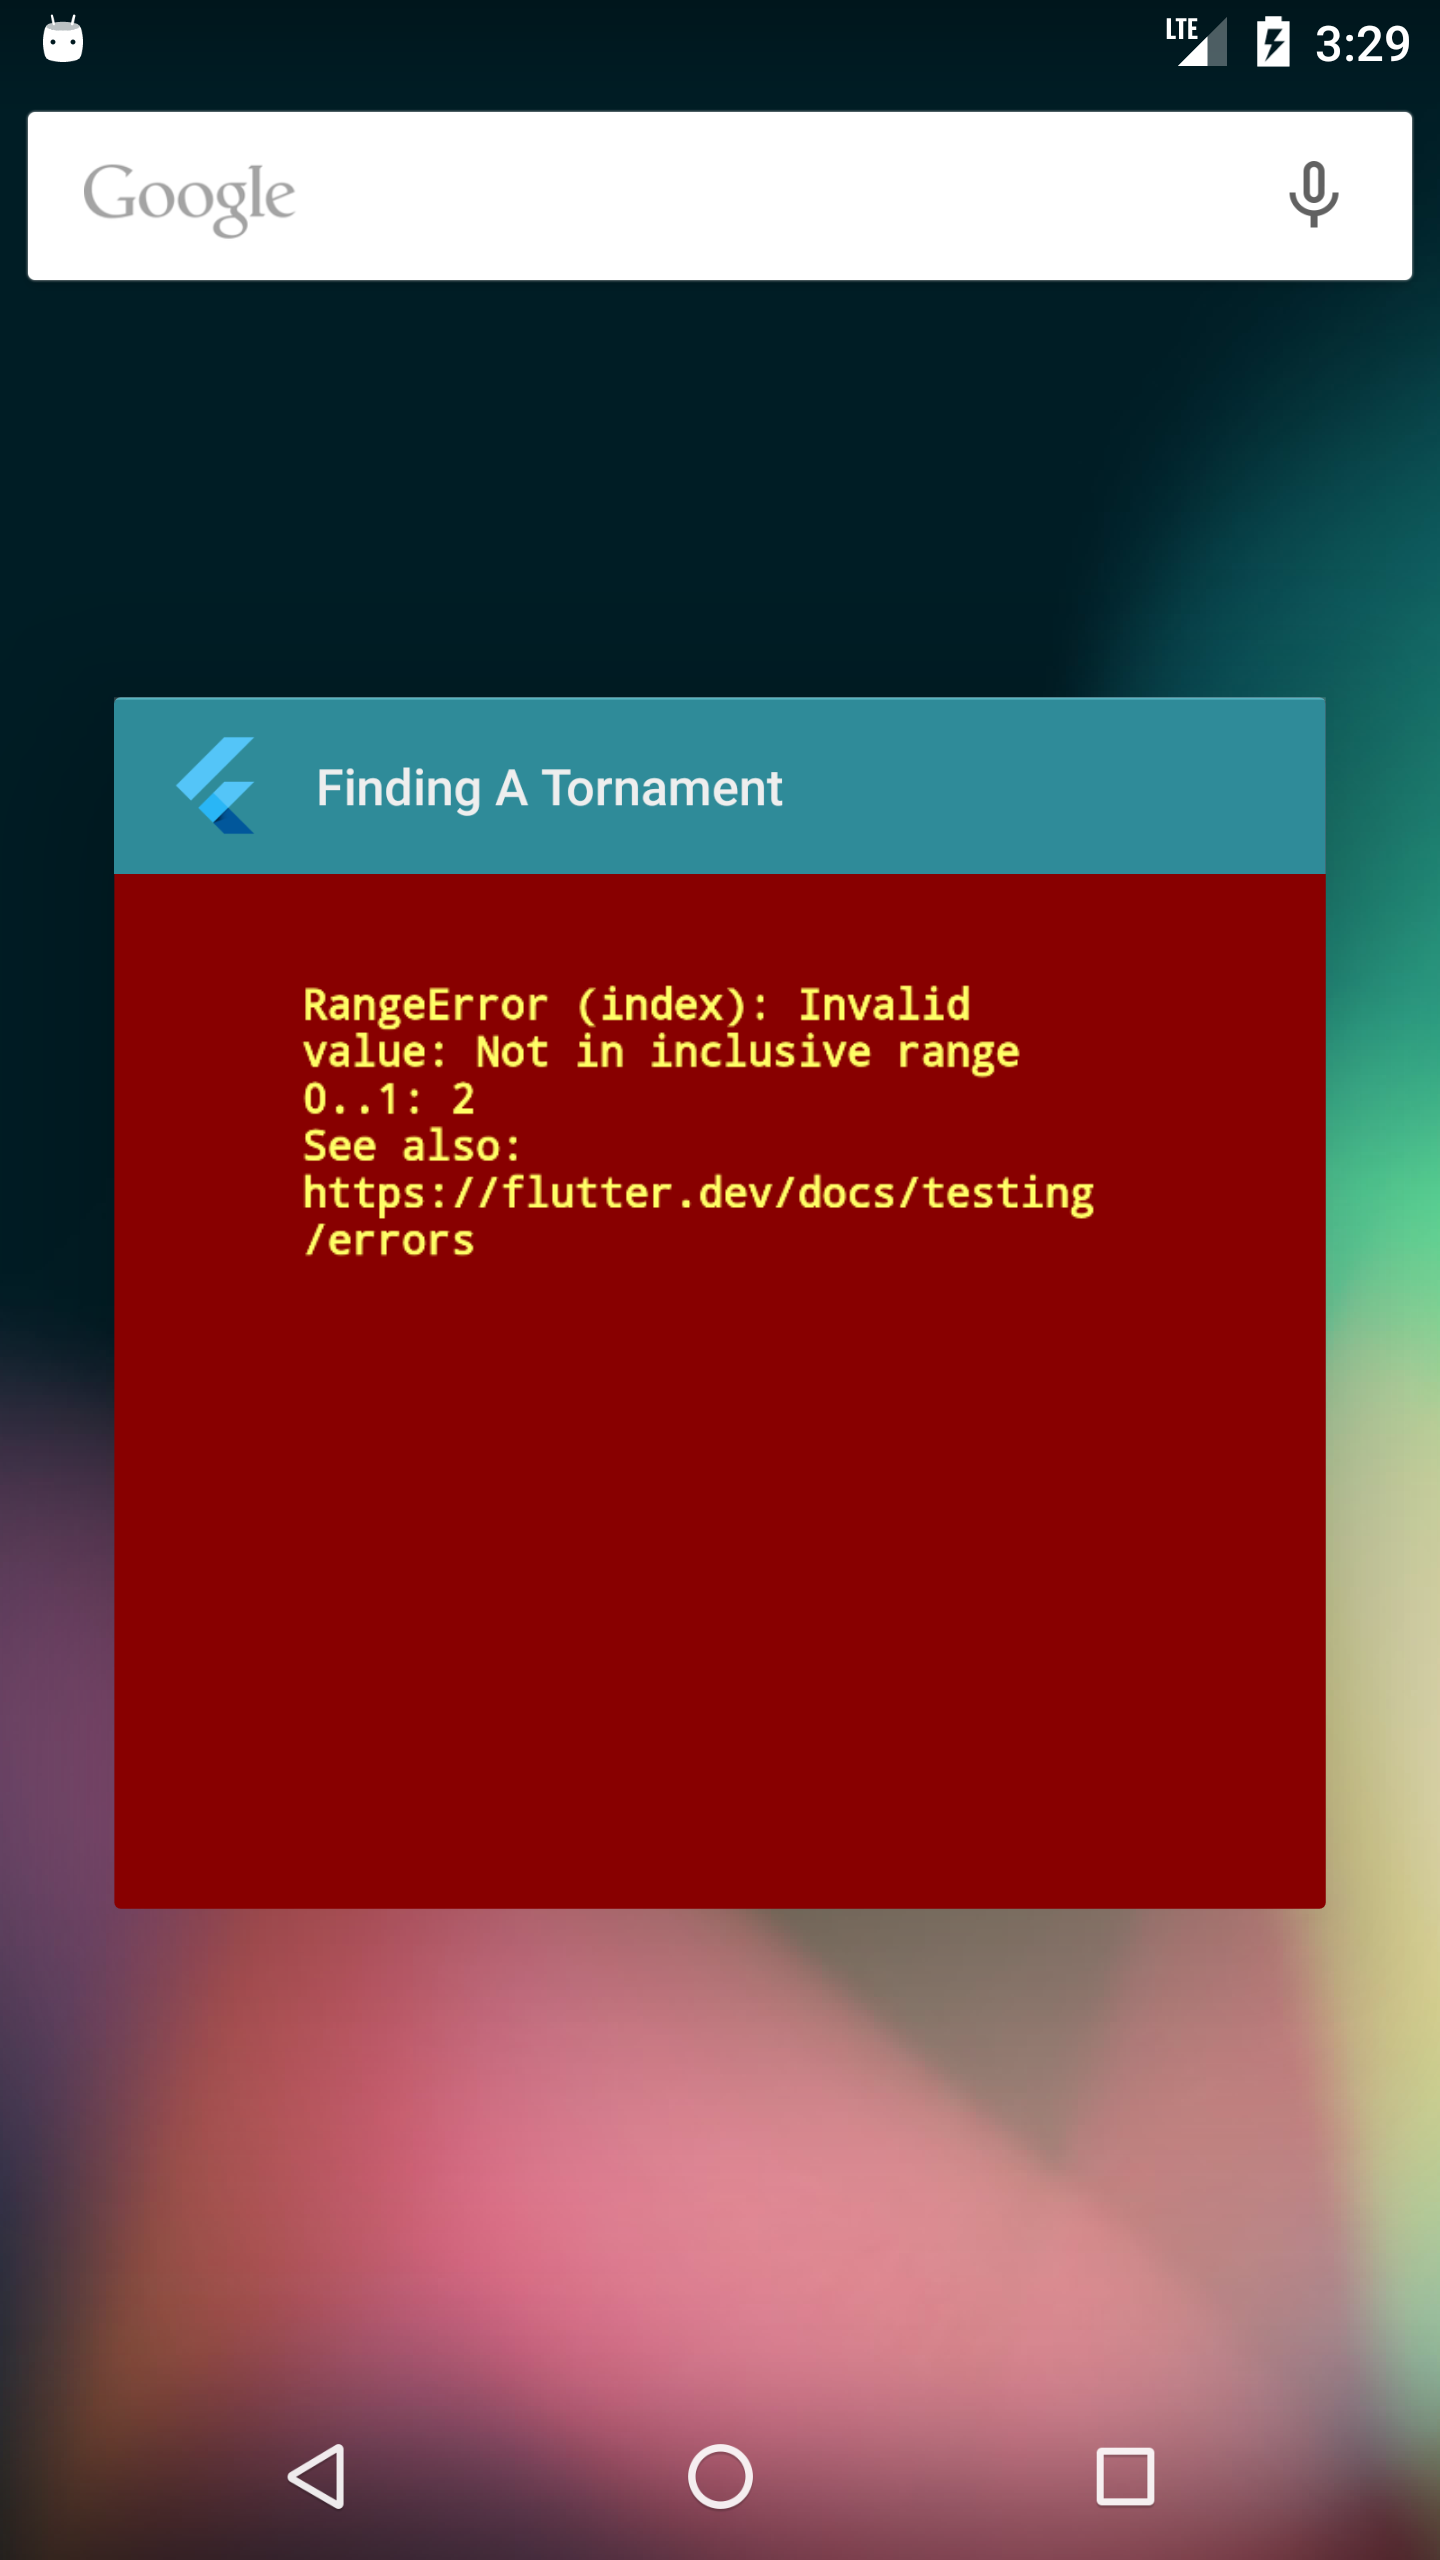 LTE
3:29
Google
Finding A Tornament
RangeError (index): Invalid
value: Not in inclusive range
0..1: 2
See also:
https://flutter.dev/docs/testing
/errors